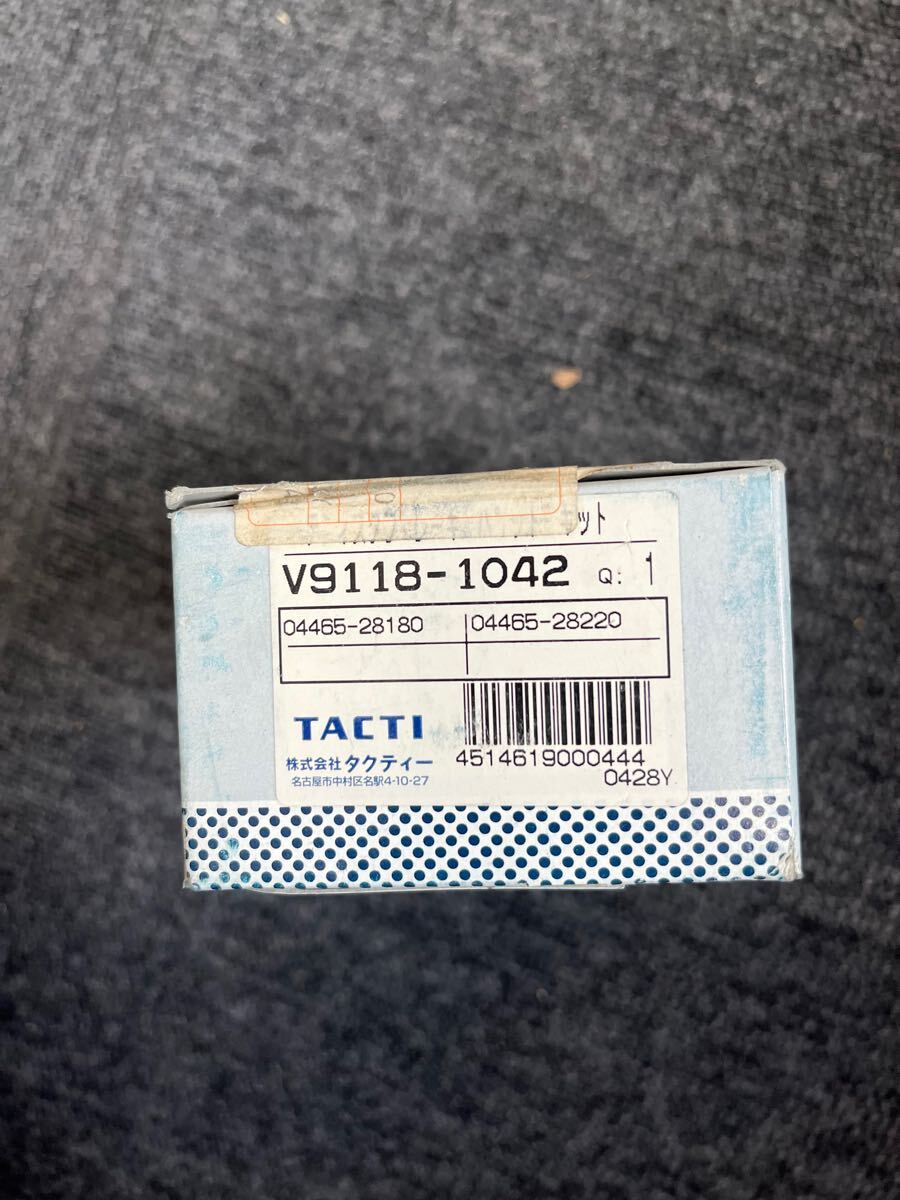 ット
V9118-1042 Q: 1
04465-28180 04465-28220
TACTI
株式会社 タクティー
名古屋市中村区名駅4-10-27
4514619000444
0428Y